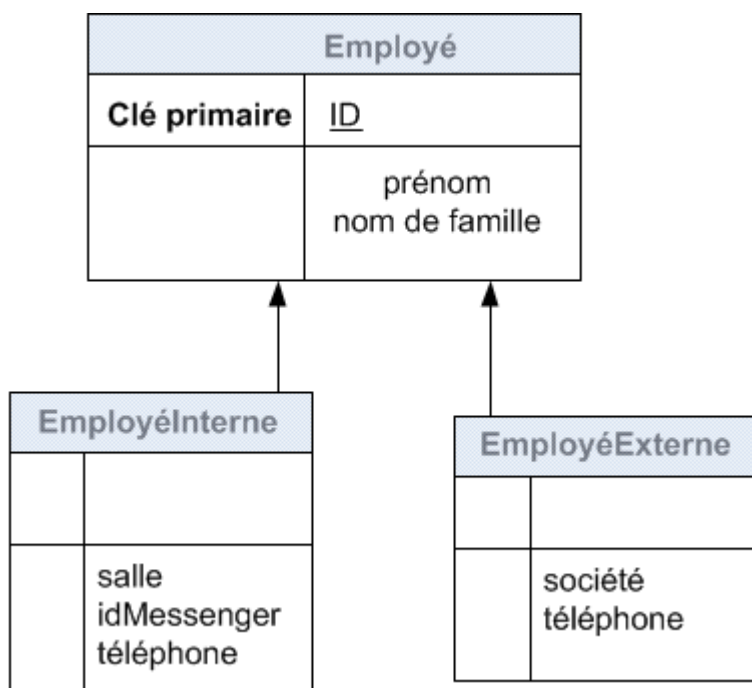 Employé
Clé primaire ID
prénom
nom de famille
EmployéInterne
salle
idMessenger
téléphone
EmployéExterne
société
téléphone